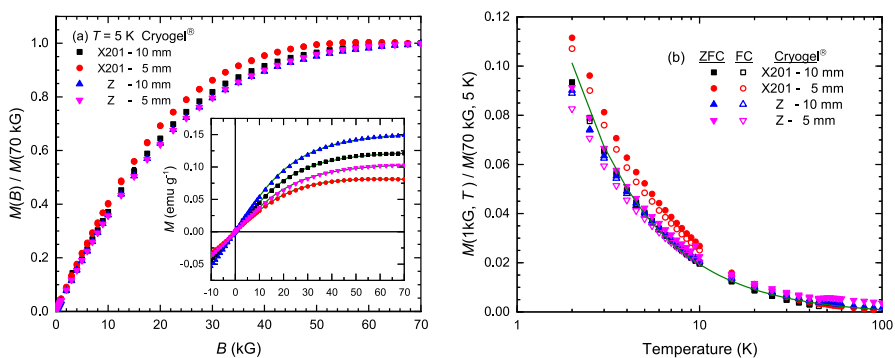 (a) T = 5 K Cryogel®
X201 - 10 mm
X201 - 5 mm
Z - 10 mm
Z - 5 mm
M(B) / M(70 kG)
1.0
0.8
0.6
0.4
0.2
0.0
0 10 20 30 40 50 60 70
B (kG)
M (emu g⁻¹)
0.15
0.10
0.05
0.00
-0.05
-10 0 10 20 30 40 50 60 70
(b) ZFC FC Cryogel®
X201 - 10 mm
X201 - 5 mm
Z - 10 mm
Z - 5 mm
M(1kG, T) / M(70 kG, 5 K)
0.12
0.10
0.08
0.06
0.04
0.02
0.00
1 10 100
Temperature (K)